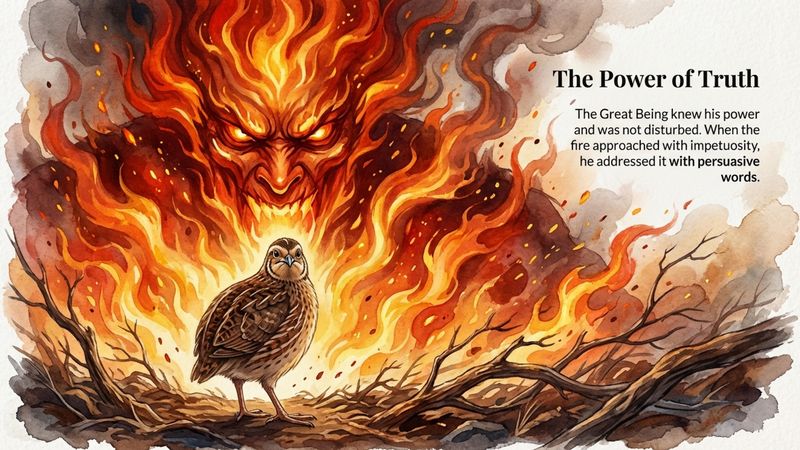 The Power of Truth
The Great Being knew his power
and was not disturbed. When the
fire approached with impetuosity,
he addressed it with persuasive
words.